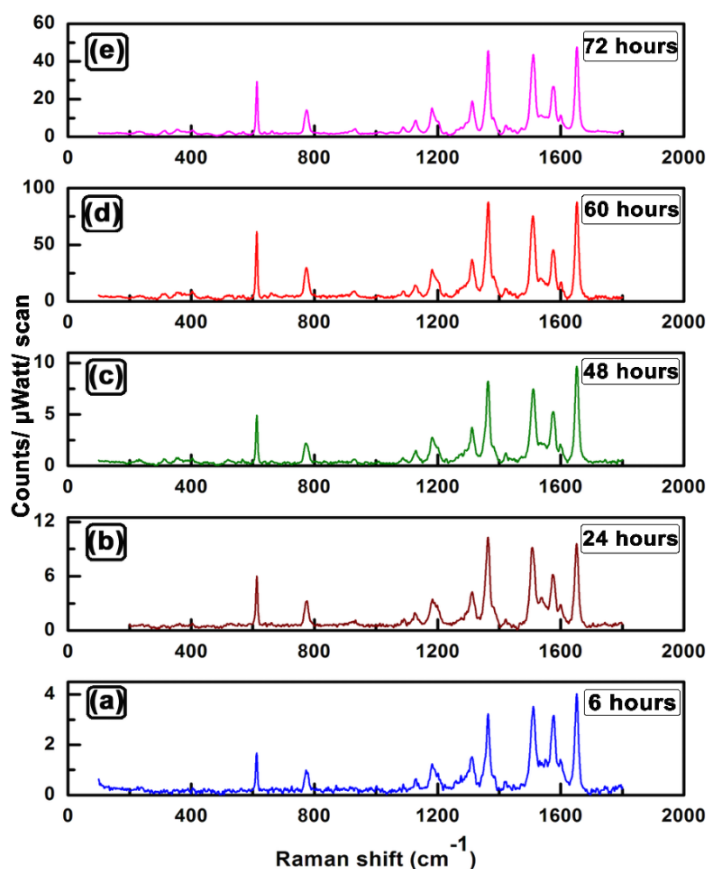 60
(e)
72 hours
40
20
0
0 400 800 1200 1600 2000
100
(d)
60 hours
50
0
0 400 800 1200 1600 2000
10
(c)
48 hours
5
0
0 400 800 1200 1600 2000
12
(b)
24 hours
6
0
0 400 800 1200 1600 2000
4
(a)
6 hours
2
0
0 400 800 1200 1600 2000
Counts/ µWatt/ scan
Raman shift (cm⁻¹)